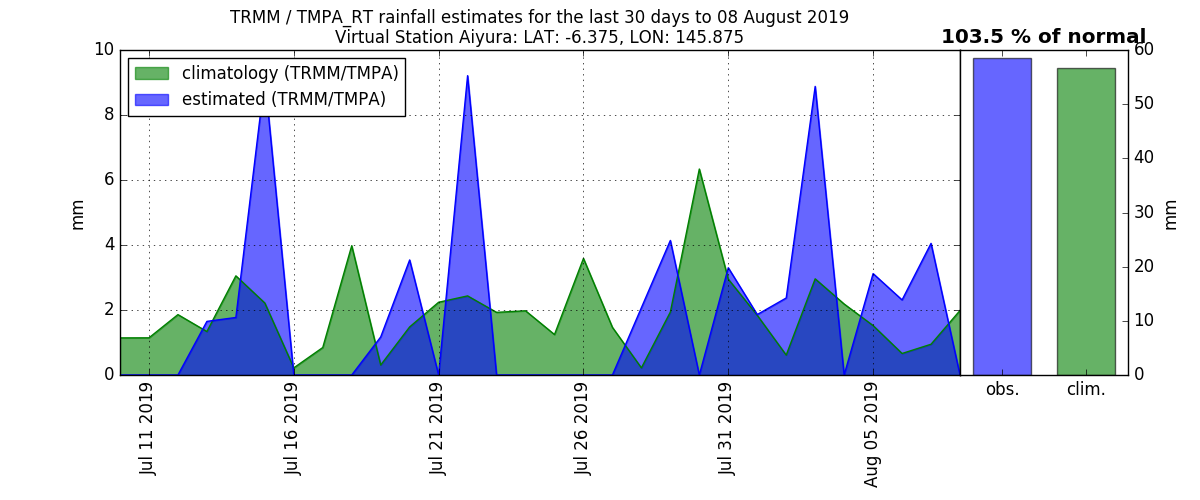 TRMM / TMPA_RT rainfall estimates for the last 30 days to 08 August 2019
Virtual Station Aiyura: LAT: -6.375, LON: 145.875
103.5 % of normal
climatology (TRMM/TMPA)
estimated (TRMM/TMPA)
10
8
6
4
2
0
mm
60
50
40
30
20
10
0
mm
Jul 11 2019
Jul 16 2019
Jul 21 2019
Jul 26 2019
Jul 31 2019
Aug 05 2019
obs.
clim.